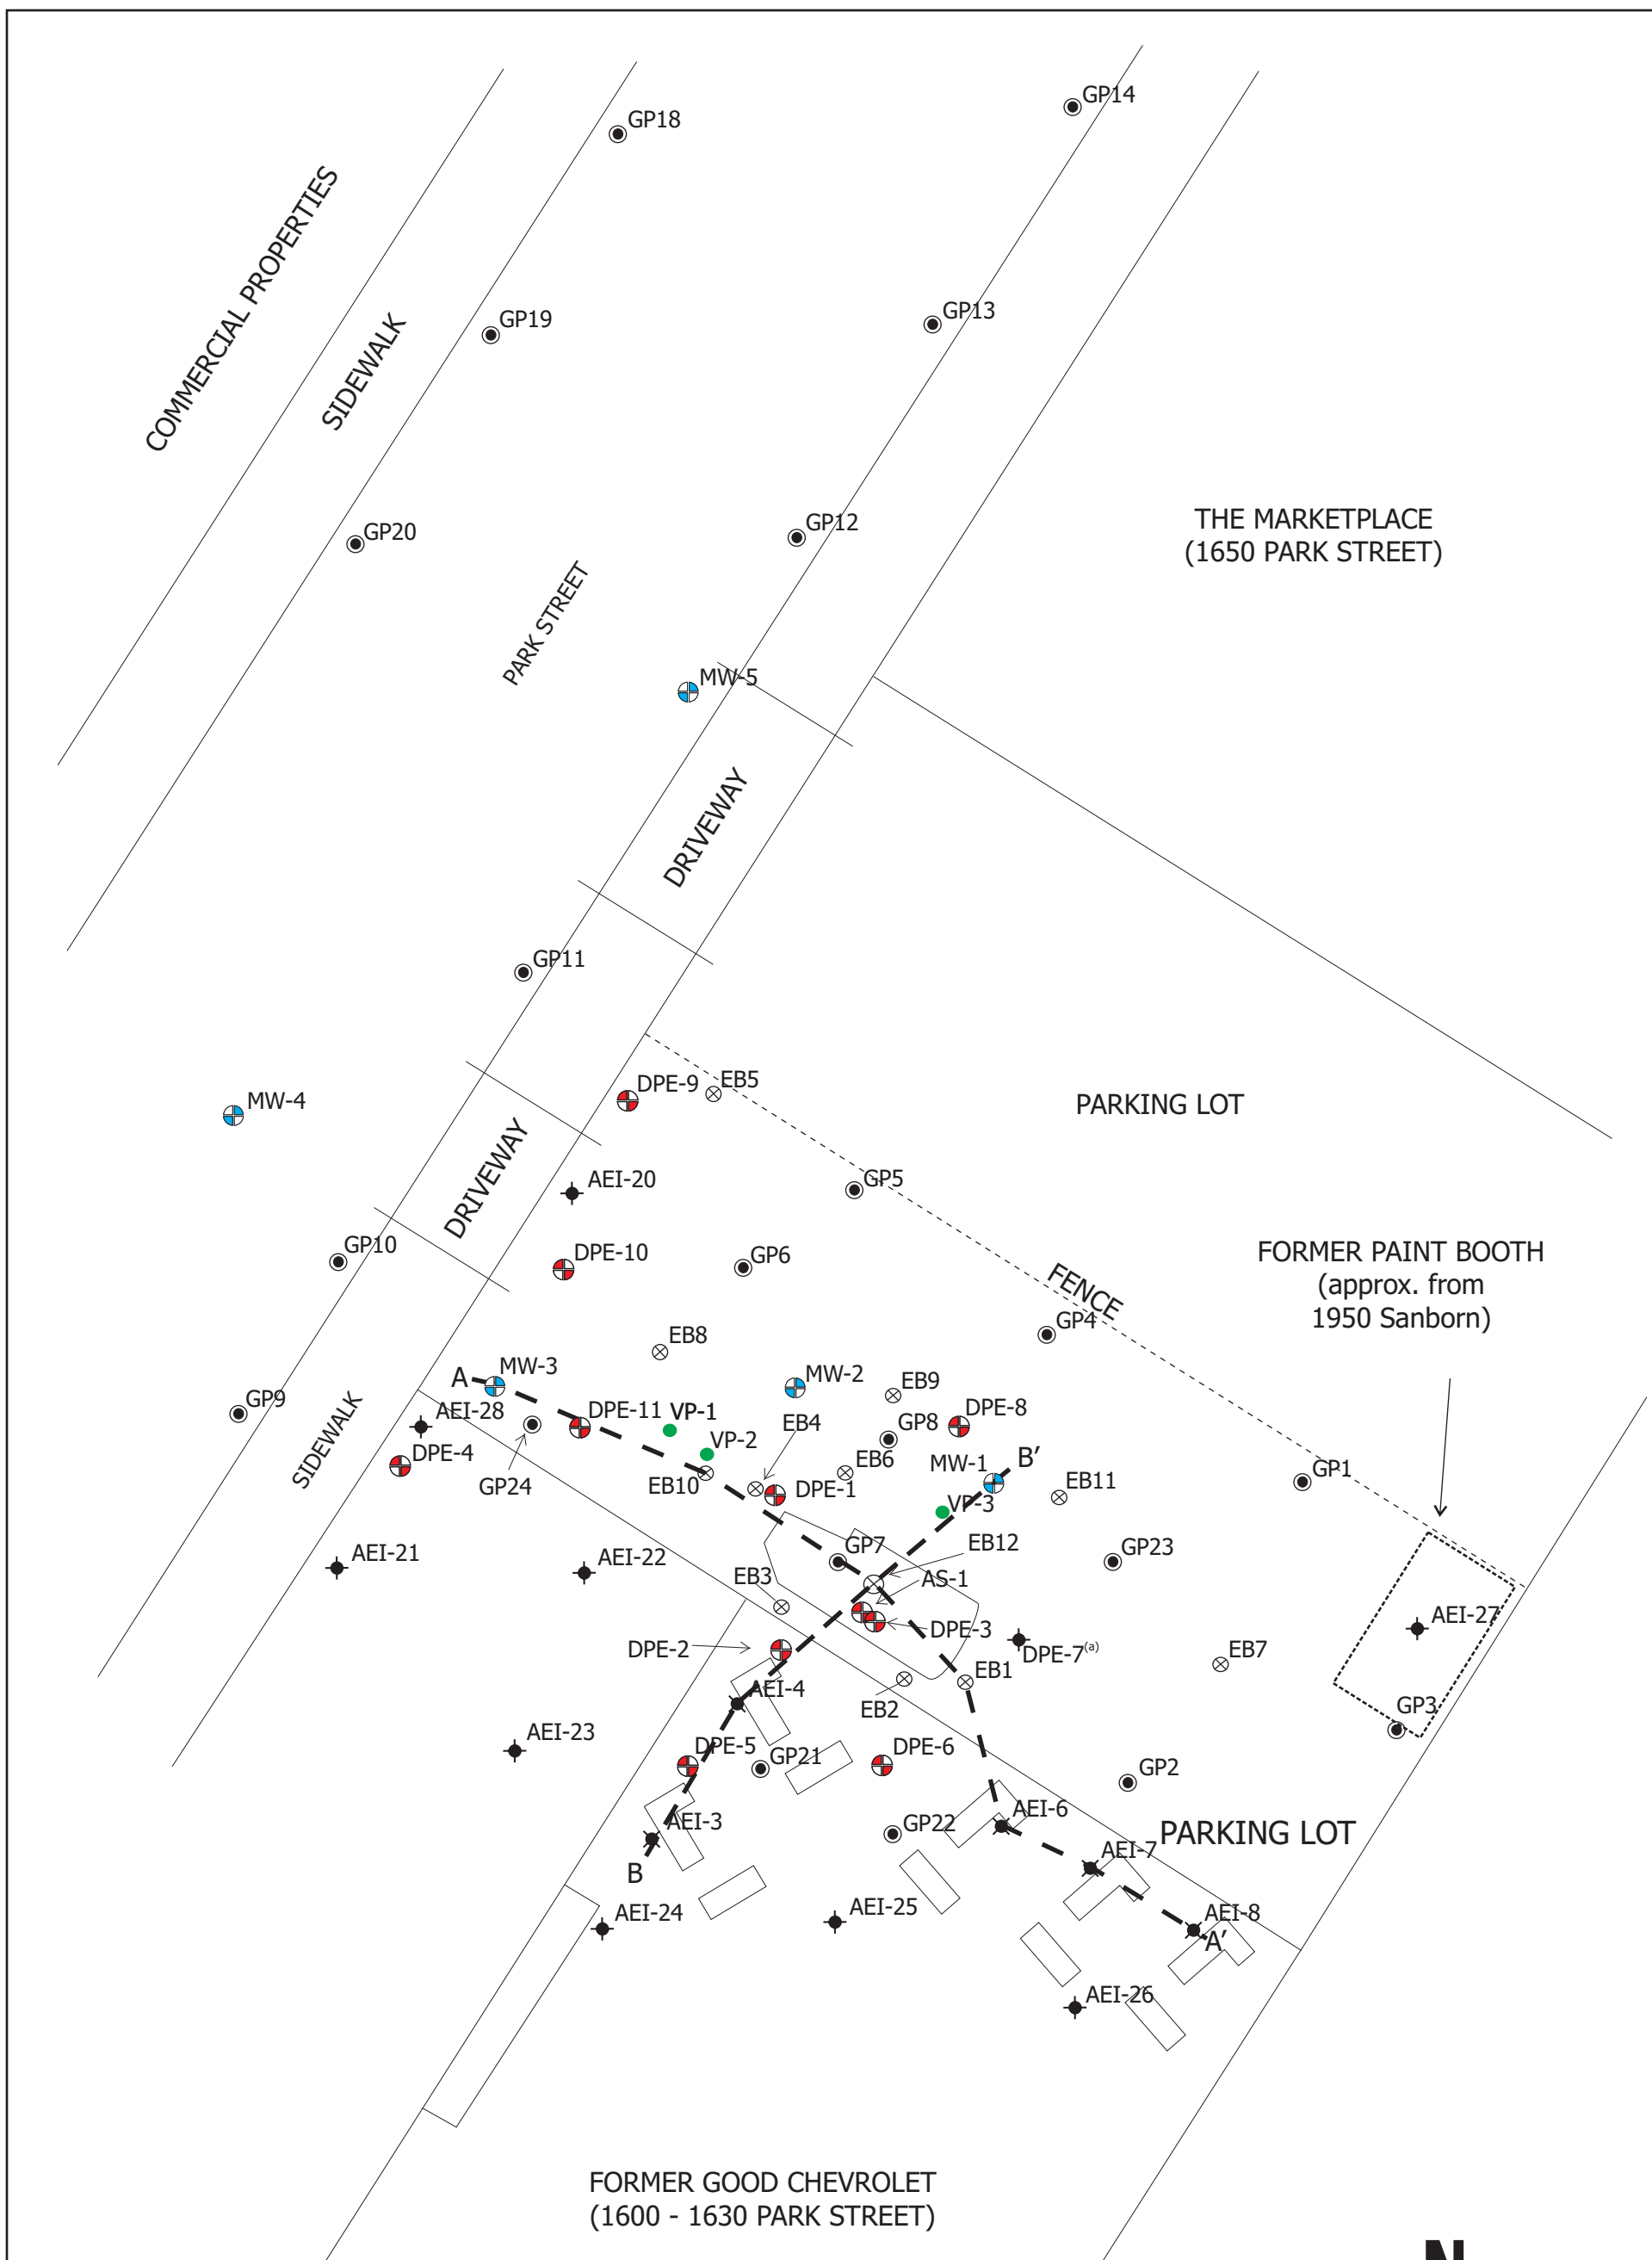 GP14
GP18
COMMERCIAL PROPERTIES
GP13
GP19
SIDEWALK
THE MARKETPLACE
(1650 PARK STREET)
GP12
GP20
PARK STREET
MW-5
DRIVEWAY
GP11
DPE-9
EB5
MW-4
PARKING LOT
DRIVEWAY
AEI-20
GP5
GP10
DPE-10
GP6
FORMER PAINT BOOTH
(approx. from
1950 Sanborn)
FENCE
GP4
EB8
A
MW-3
MW-2
EB9
GP9
AEI-28
DPE-11
VP-1
EB4
GP8
DPE-8
SIDEWALK
DPE-4
VP-2
EB6
MW-1
B’
GP1
GP24
EB10
DPE-1
EB11
VP-3
AEI-21
AEI-22
GP7
EB12
GP23
EB3
AS-1
AEI-27
DPE-2
DPE-3
DPE-7(a)
EB7
AEI-4
EB1
EB2
GP3
AEI-23
DPE-5
GP21
DPE-6
GP2
AEI-3
GP22
AEI-6
PARKING LOT
B
AEI-7
AEI-24
AEI-25
AEI-8
A’
AEI-26
FORMER GOOD CHEVROLET
(1600 - 1630 PARK STREET)
N